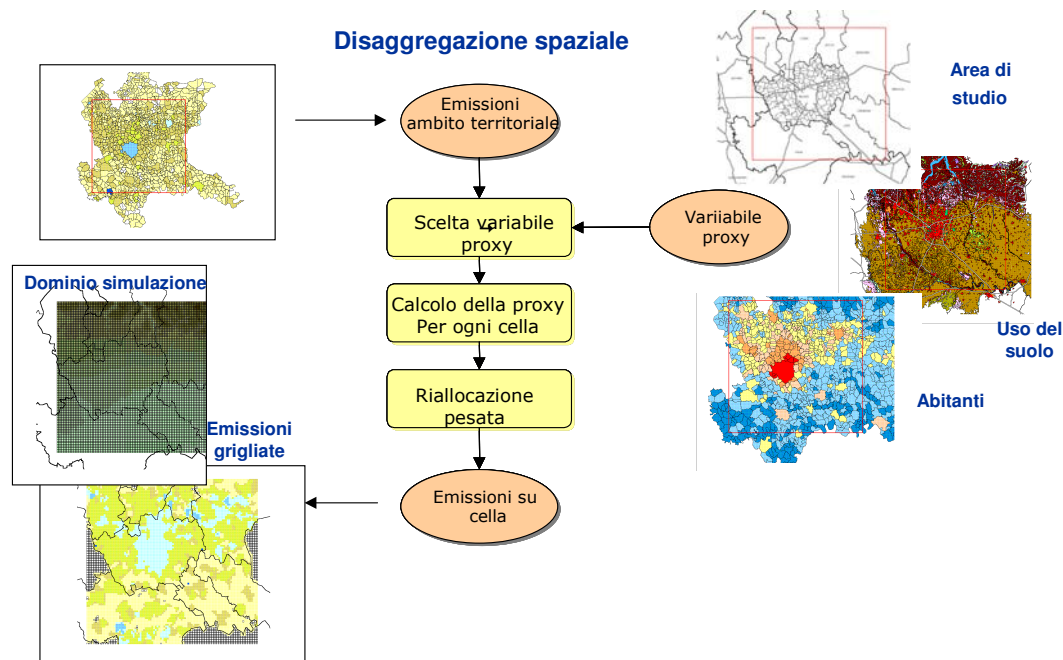 Disaggregazione spaziale
Emissioni
ambito territoriale
Area di
studio
Scelta variabile
proxy
Variiabile
proxy
Dominio simulazione
Calcolo della proxy
Per ogni cella
Uso del
suolo
Riallocazione
pesata
Abitanti
Emissioni
grigliate
Emissioni su
cella